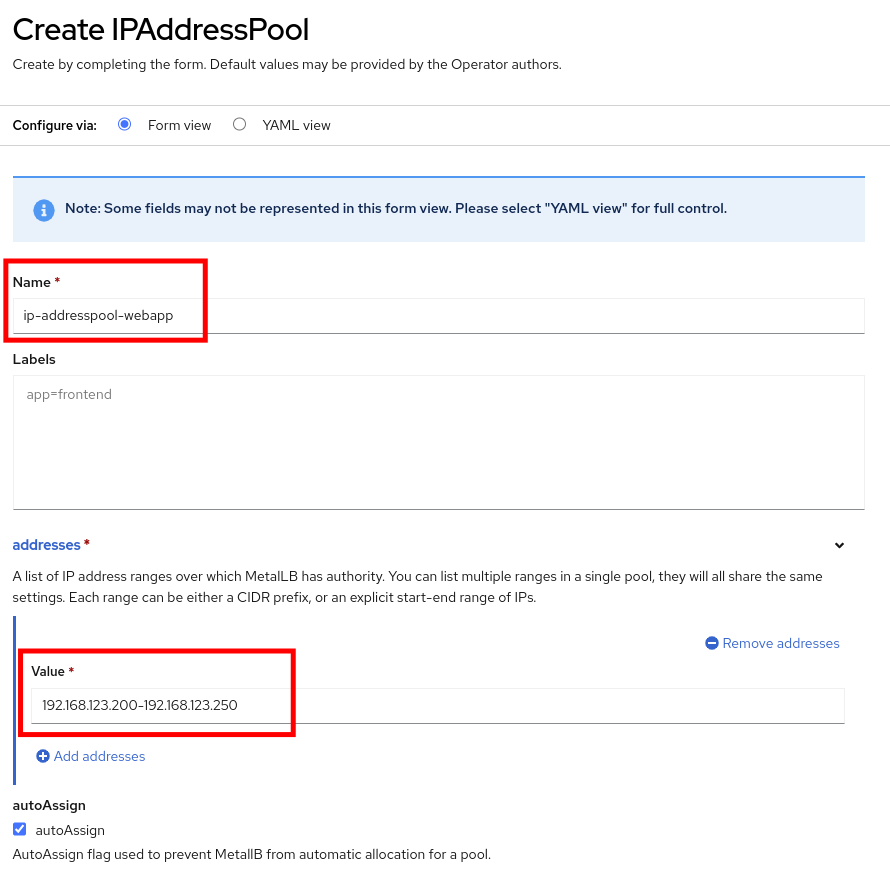 Create IPAddressPool
Create by completing the form. Default values may be provided by the Operator authors.
Configure via: Form view YAML view
Note: Some fields may not be represented in this form view. Please select "YAML view" for full control.
Name *
ip-addresspool-webapp
Labels
app=frontend
addresses *
A list of IP address ranges over which MetalLB has authority. You can list multiple ranges in a single pool, they will all share the same
settings. Each range can be either a CIDR prefix, or an explicit start-end range of IPs.
Remove addresses
Value *
192.168.123.200-192.168.123.250
Add addresses
autoAssign
autoAssign
AutoAssign flag used to prevent MetallB from automatic allocation for a pool.